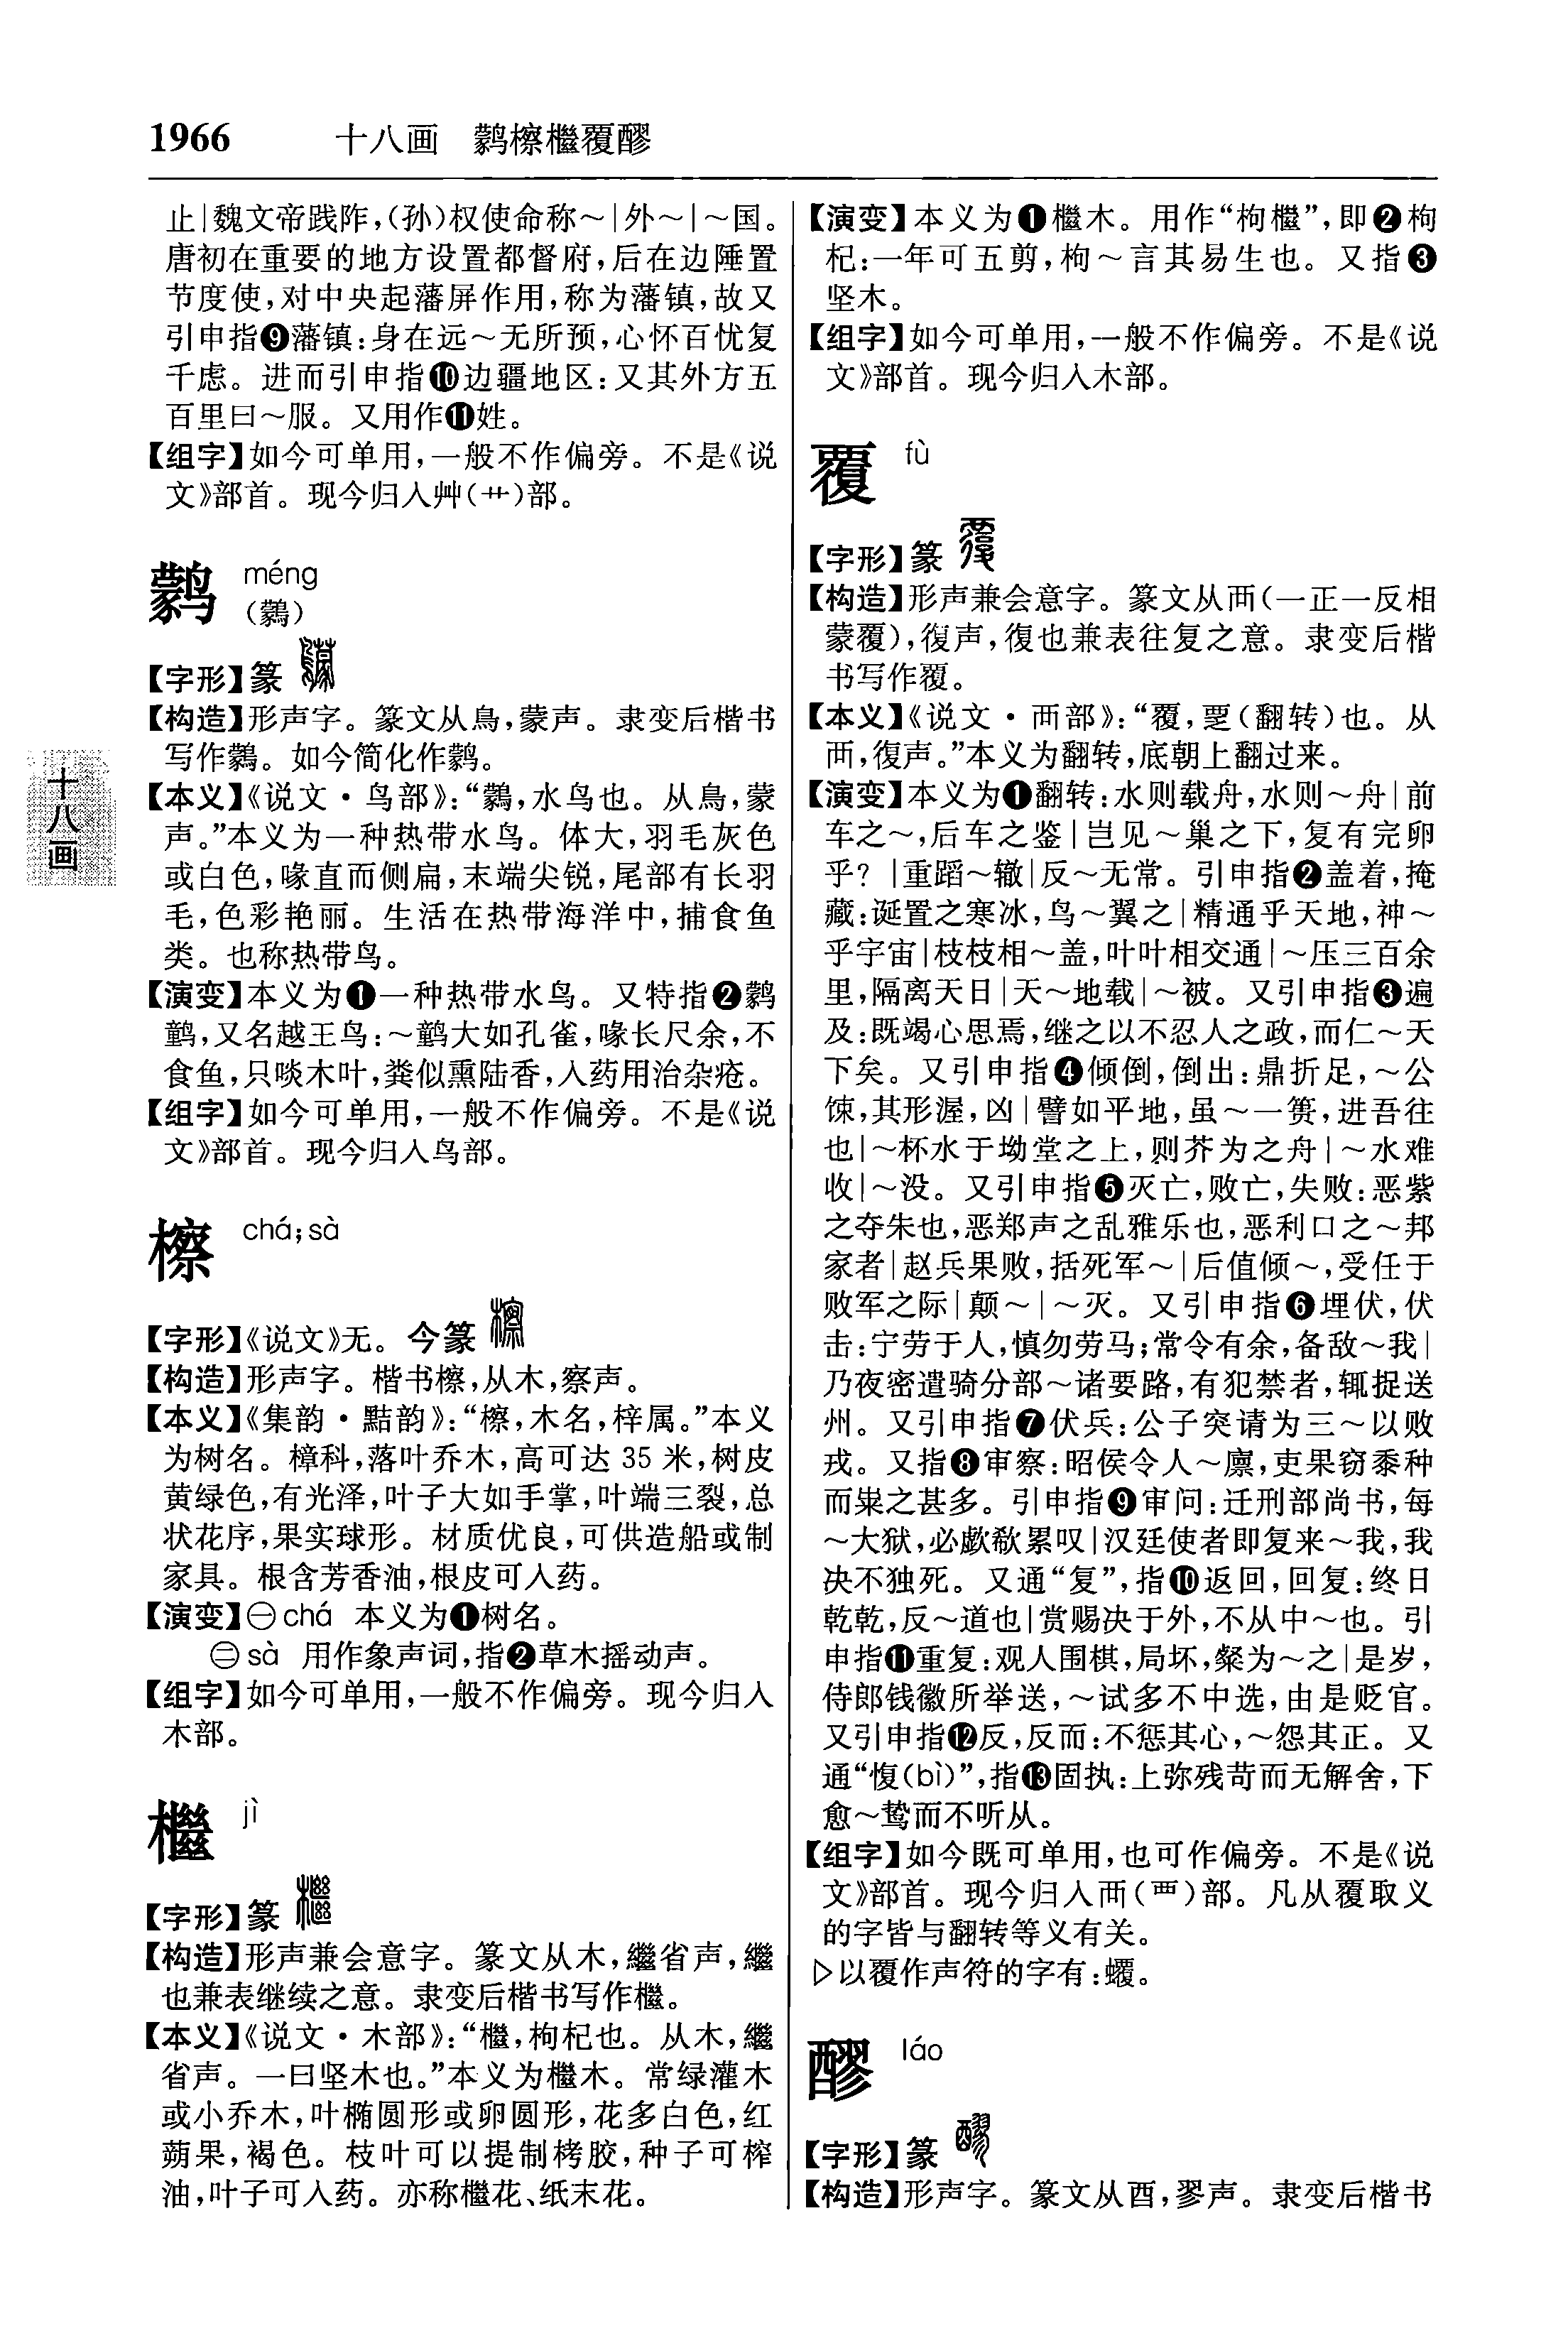 1966 十八画 鹲檫檵覆醪
止|魏文帝践阼,(孙)权使命称~|外~|~国。
唐初在重要的地方设置都督府,后在边陲置
节度使,对中央起藩屏作用,称为藩镇,故又
引申指❾藩镇:身在远~无所预,心怀百忧复
千虑。进而引申指❿边疆地区:又其外方五
百里曰~服。又用作⓫姓。
【组字】如今可单用,一般不作偏旁。不是《说
文》部首。现今归入艸(艹)部。
鹲 méng
(鸏)
【字形】篆
【构造】形声字。篆文从鳥,蒙声。隶变后楷书
写作鸏。如今简化作鹲。
【本义】《说文·鸟部》:“鸏,水鸟也。从鳥,蒙
声。”本义为一种热带水鸟。体大,羽毛灰色
或白色,喙直而侧扁,末端尖锐,尾部有长羽
毛,色彩艳丽。生活在热带海洋中,捕食鱼
类。也称热带鸟。
【演变】本义为❶一种热带水鸟。又特指❷鹲
鹲,又名越王鸟:~鹲大如孔雀,喙长尺余,不
食鱼,只啖木叶,粪似熏陆香,入药用治杂疮。
【组字】如今可单用,一般不作偏旁。不是《说
文》部首。现今归入鸟部。
檫 chá;sà
【字形】《说文》无。今篆
【构造】形声字。楷书檫,从木,察声。
【本义】《集韵·黠韵》:“檫,木名,梓属。”本义
为树名。樟科,落叶乔木,高可达 35 米,树皮
黄绿色,有光泽,叶子大如手掌,叶端三裂,总
状花序,果实球形。材质优良,可供造船或制
家具。根含芳香油,根皮可入药。
【演变】㊀chá 本义为❶树名。
㊁sà 用作象声词,指❷草木摇动声。
【组字】如今可单用,一般不作偏旁。现今归入
木部。
檵 jì
【字形】篆
【构造】形声兼会意字。篆文从木,繼省声,繼
也兼表继续之意。隶变后楷书写作檵。
【本义】《说文·木部》:“檵,枸杞也。从木,繼
省声。一曰坚木也。”本义为檵木。常绿灌木
或小乔木,叶椭圆形或卵圆形,花多白色,红
蒴果,褐色。枝叶可以提制栲胶,种子可榨
油,叶子可入药。亦称檵花、纸末花。
【演变】本义为❶檵木。用作“枸檵”,即❷枸
杞:一年可五剪,枸~言其易生也。又指❸
坚木。
【组字】如今可单用,一般不作偏旁。不是《说
文》部首。现今归入木部。
覆 fù
【字形】篆
【构造】形声兼会意字。篆文从襾(一正一反相
蒙覆),復声,復也兼表往复之意。隶变后楷
书写作覆。
【本义】《说文·襾部》:“覆,覂(翻转)也。从
襾,復声。”本义为翻转,底朝上翻过来。
【演变】本义为❶翻转:水则载舟,水则~舟|前
车之~,后车之鉴|岂见~巢之下,复有完卵
乎?|重蹈~辙|反~无常。引申指❷盖着,掩
藏:诞置之寒冰,鸟~翼之|精通乎天地,神~
乎宇宙|枝枝相~盖,叶叶相交通|~压三百余
里,隔离天日|天~地载|~被。又引申指❸遍
及:既竭心思焉,继之以不忍人之政,而仁~天
下矣。又引申指❹倾倒,倒出:鼎折足,~公
𫗧,其形渥,凶|譬如平地,虽~一篑,进吾往
也|~杯水于坳堂之上,则芥为之舟|~水难
收|~没。又引申指❺灭亡,败亡,失败:恶紫
之夺朱也,恶郑声之乱雅乐也,恶利口之~邦
家者|赵兵果败,括死军~|后值倾~,受任于
败军之际|颠~|~灭。又引申指❻埋伏,伏
击:宁劳于人,慎勿劳马;常令有余,备敌~我|
乃夜密遣骑分部~诸要路,有犯禁者,辄捉送
州。又引申指❼伏兵:公子突请为三~以败
戎。又指❽审察:昭侯令人~廪,吏果窃黍种
而粜之甚多。引申指❾审问:迁刑部尚书,每
~大狱,必歔欷累叹|汉廷使者即复来~我,我
决不独死。又通“复”,指❿返回,回复:终日
乾乾,反~道也|赏赐决于外,不从中~也。引
申指⓫重复:观人围棋,局坏,粲为~之|是岁,
侍郎钱徽所举送,~试多不中选,由是贬官。
又引申指⓬反,反而:不惩其心,~怨其正。又
通“愎(bì)”,指⓭固执:上弥残苛而无解舍,下
愈~鸷而不听从。
【组字】如今既可单用,也可作偏旁。不是《说
文》部首。现今归入襾(覀)部。凡从覆取义
的字皆与翻转等义有关。
▷以覆作声符的字有:𧒂。
醪 láo
【字形】篆
【构造】形声字。篆文从酉,翏声。隶变后楷书
十八画